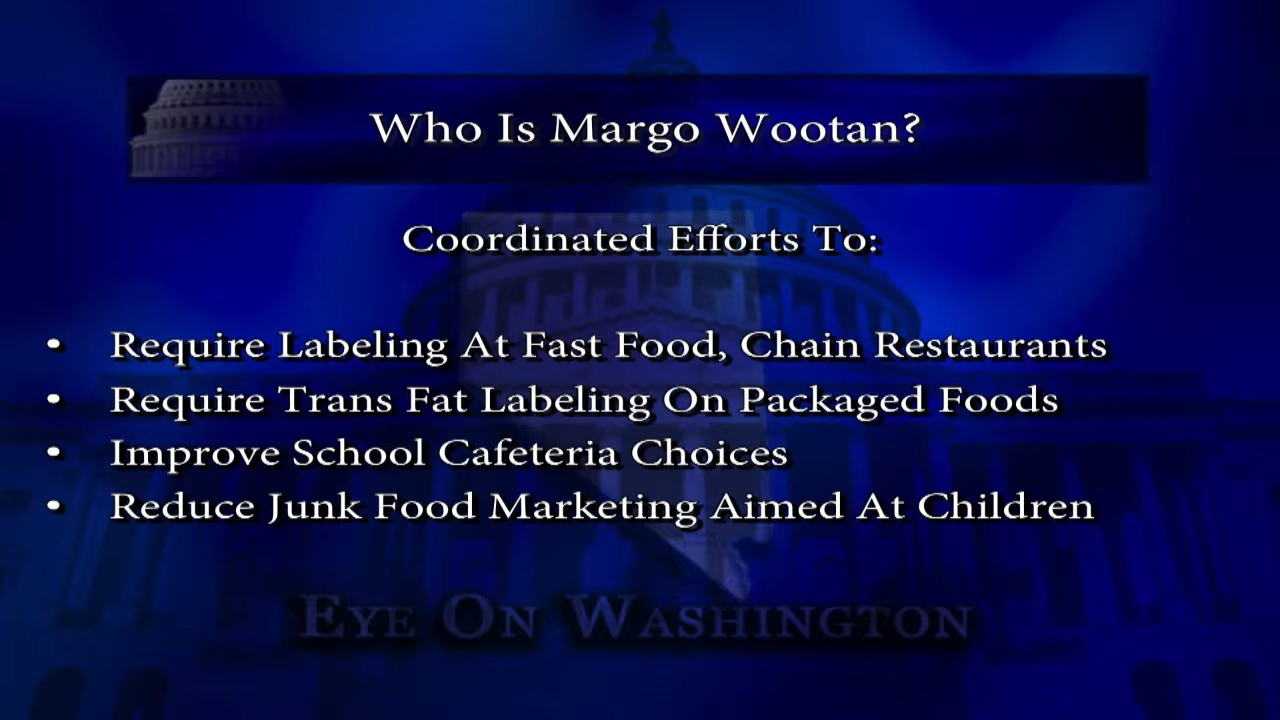 Who Is Margo Wootan?
Coordinated Efforts To:
• Require Labeling At Fast Food, Chain Restaurants
• Require Trans Fat Labeling On Packaged Foods
• Improve School Cafeteria Choices
• Reduce Junk Food Marketing Aimed At Children
EYE ON WASHINGTON